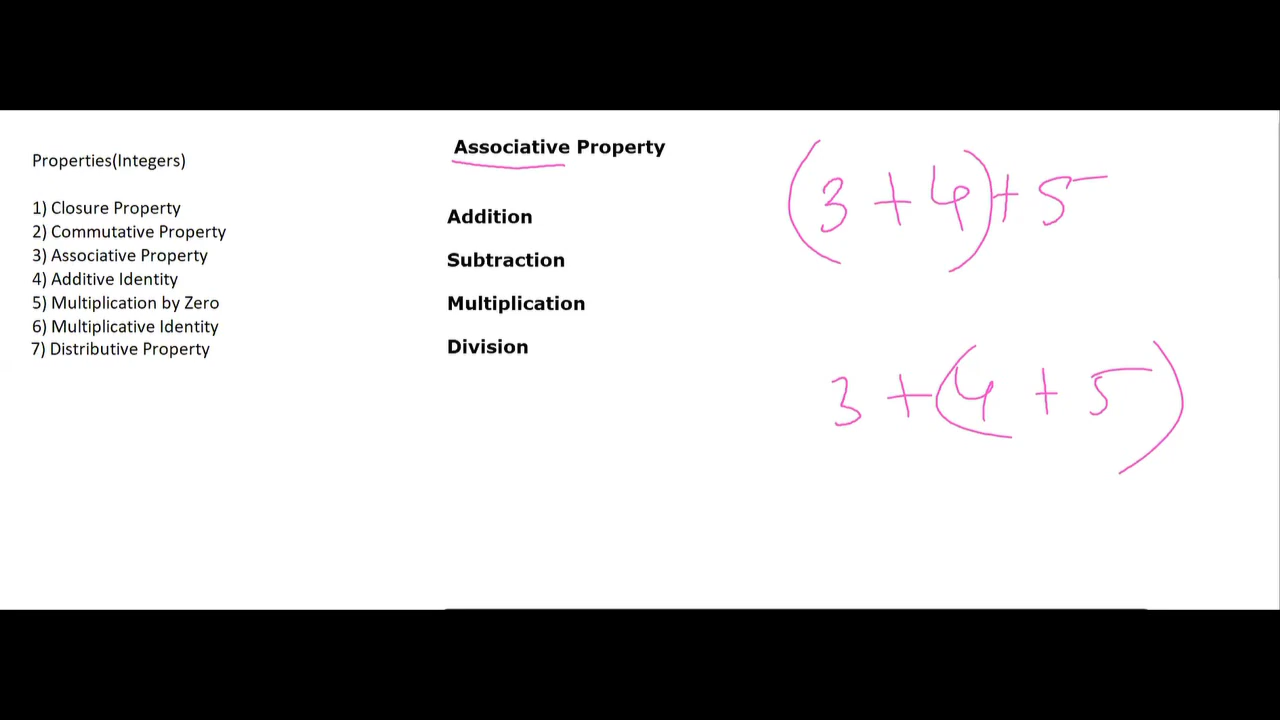 Properties(Integers)
1) Closure Property
2) Commutative Property
3) Associative Property
4) Additive Identity
5) Multiplication by Zero
6) Multiplicative Identity
7) Distributive Property
Associative Property
Addition
Subtraction
Multiplication
Division
(3 + 4) + 5
3 + (4 + 5)